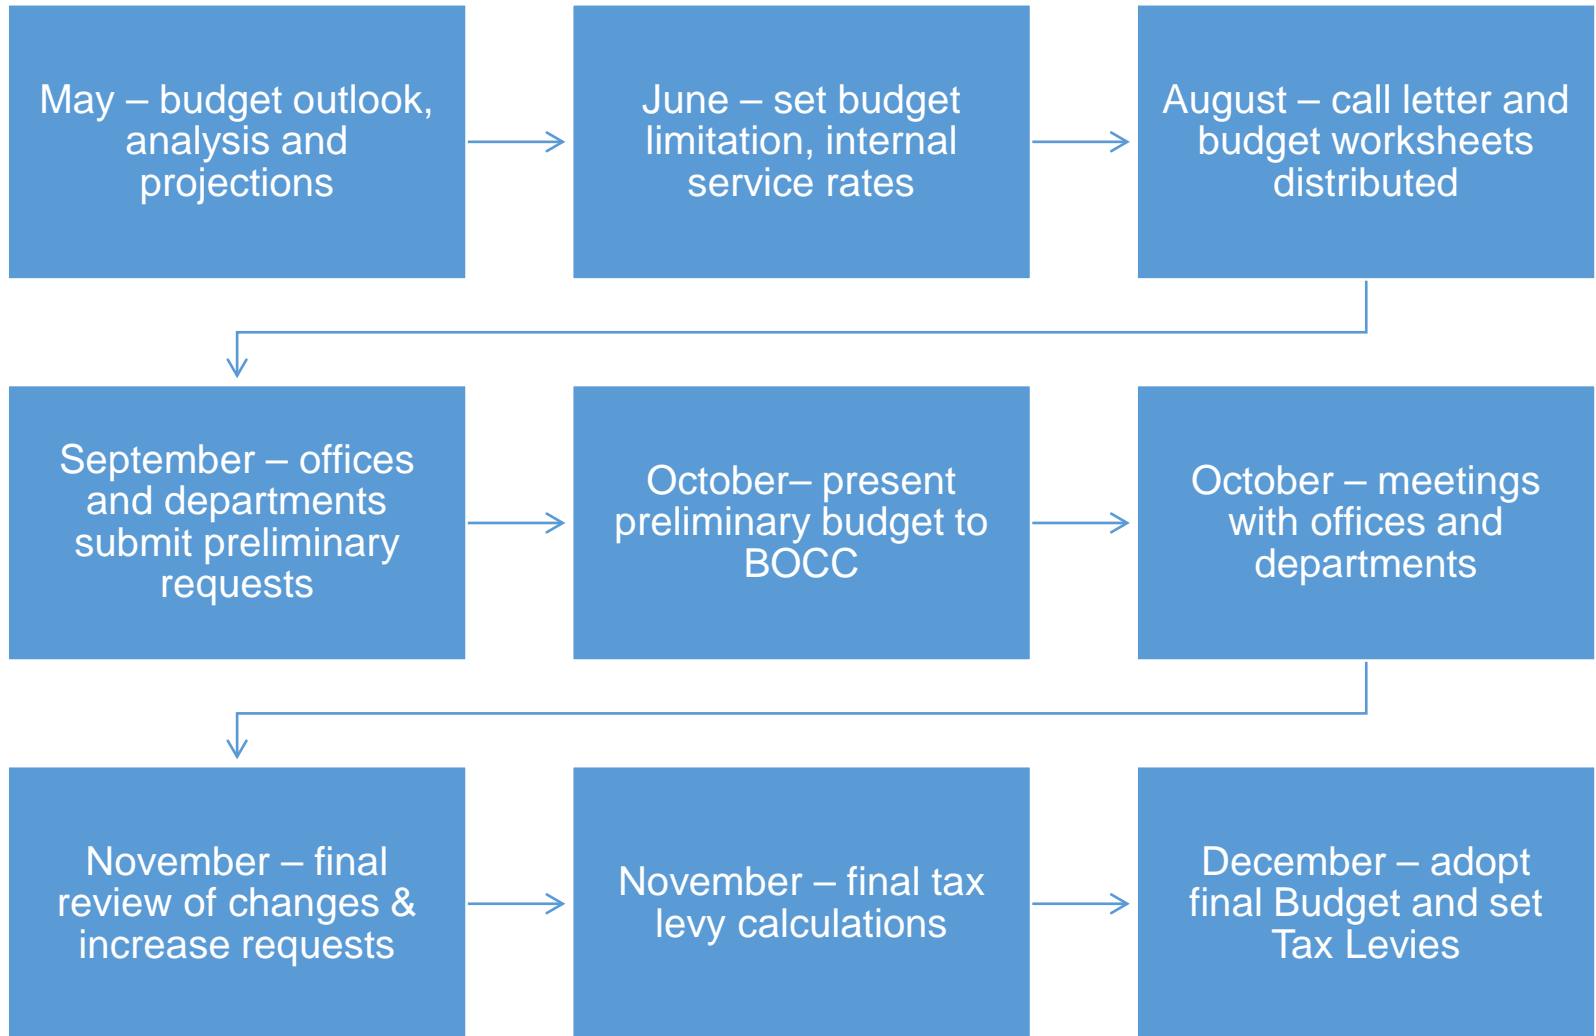 May – budget outlook,
analysis and
projections
June – set budget
limitation, internal
service rates
August – call letter and
budget worksheets
distributed
September – offices
and departments
submit preliminary
requests
October– present
preliminary budget to
BOCC
October – meetings
with offices and
departments
November – final
review of changes &
increase requests
November – final tax
levy calculations
December – adopt
final Budget and set
Tax Levies